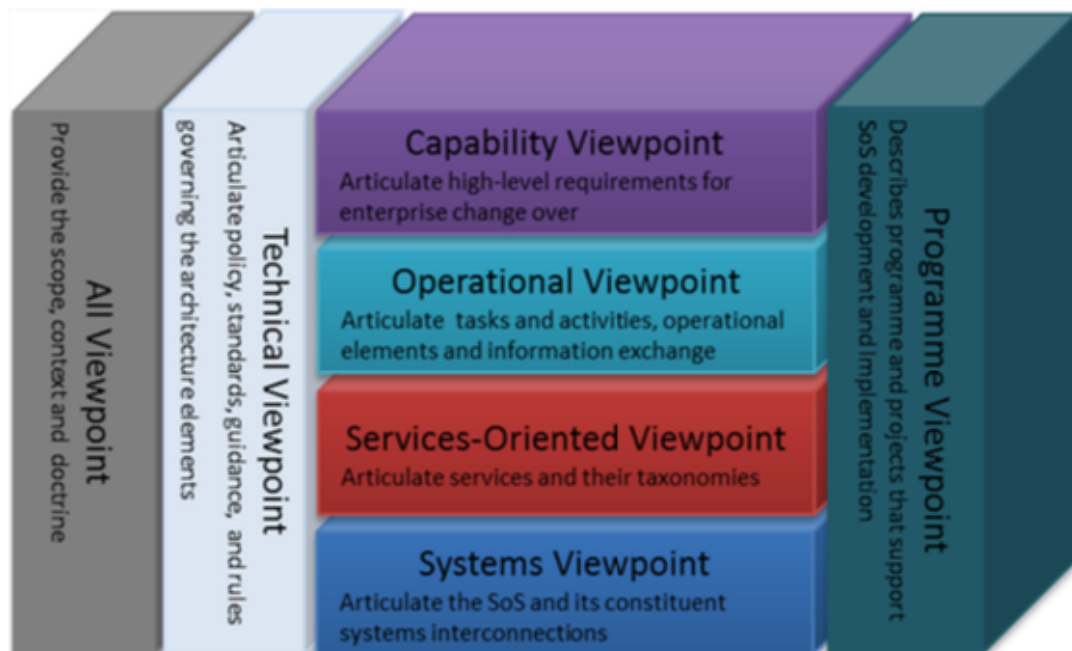 All Viewpoint
Provide the scope, context and doctrine
Technical Viewpoint
Articulate policy, standards, guidance, and rules
governing the architecture elements
Capability Viewpoint
Articulate high-level requirements for
enterprise change over
Operational Viewpoint
Articulate tasks and activities, operational
elements and information exchange
Services-Oriented Viewpoint
Articulate services and their taxonomies
Systems Viewpoint
Articulate the SoS and its constituent
systems interconnections
Programme Viewpoint
Describes programme and projects that support
SoS development and implementation